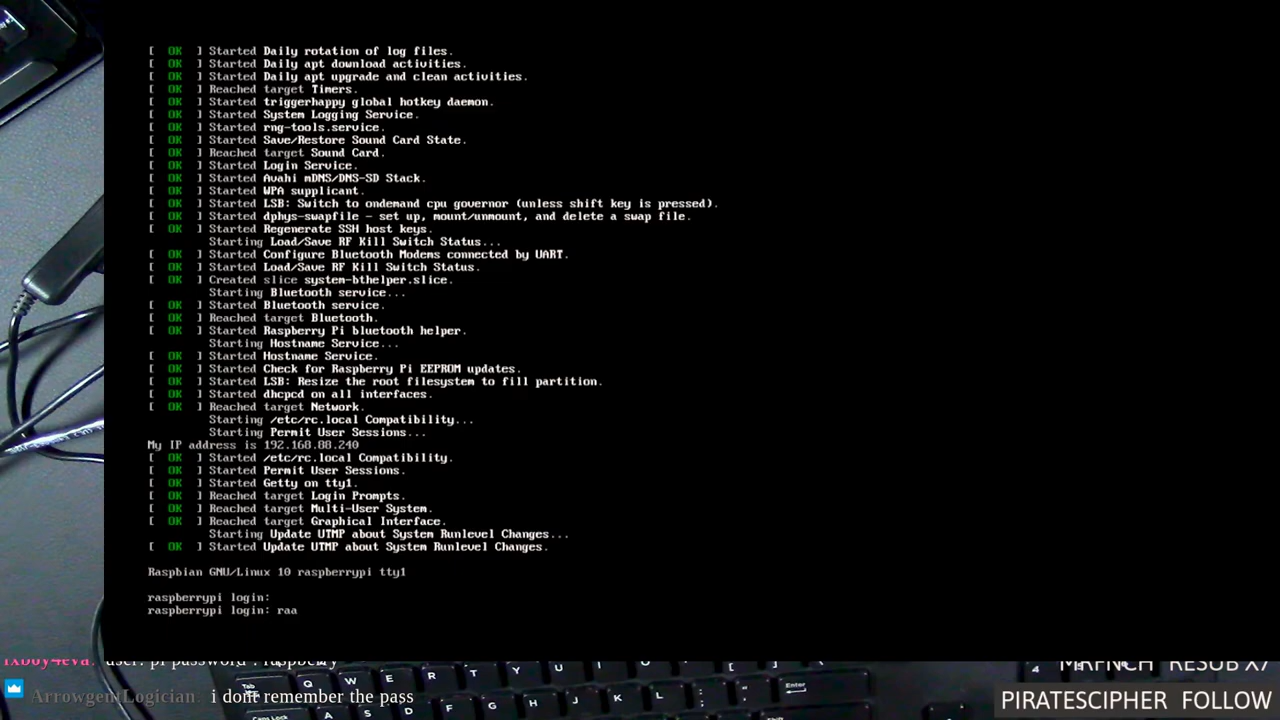 [ OK ] Started Daily rotation of log files.
[ OK ] Started Daily apt download activities.
[ OK ] Started Daily apt upgrade and clean activities.
[ OK ] Reached target Timers.
[ OK ] Started triggerhappy global hotkey daemon.
[ OK ] Started System Logging Service.
[ OK ] Started rng-tools.service.
[ OK ] Started Save/Restore Sound Card State.
[ OK ] Reached target Sound Card.
[ OK ] Started Login Service.
[ OK ] Started Avahi mDNS/DNS-SD Stack.
[ OK ] Started WPA supplicant.
[ OK ] Started LSB: Switch to ondemand cpu governor (unless shift key is pressed).
[ OK ] Started dphys-swapfile - set up, mount/unmount, and delete a swap file.
[ OK ] Started Regenerate SSH host keys.
Starting Load/Save RF Kill Switch Status...
[ OK ] Started Configure Bluetooth Modems connected by UART.
[ OK ] Started Load/Save RF Kill Switch Status.
[ OK ] Created slice system-bthelper.slice.
Starting Bluetooth service...
[ OK ] Started Bluetooth service.
[ OK ] Reached target Bluetooth.
[ OK ] Started Raspberry Pi bluetooth helper.
Starting Hostname Service...
[ OK ] Started Hostname Service.
[ OK ] Started Check for Raspberry Pi EEPROM updates.
[ OK ] Started LSB: Resize the root filesystem to fill partition.
[ OK ] Started dhcpcd on all interfaces.
[ OK ] Reached target Network.
Starting /etc/rc.local Compatibility...
Starting Permit User Sessions...
My IP address is 192.168.88.240
[ OK ] Started /etc/rc.local Compatibility.
[ OK ] Started Permit User Sessions.
[ OK ] Started Getty on tty1.
[ OK ] Reached target Login Prompts.
[ OK ] Reached target Multi-User System.
[ OK ] Reached target Graphical Interface.
Starting Update UTMP about System Runlevel Changes...
[ OK ] Started Update UTMP about System Runlevel Changes.
Raspbian GNU/Linux 10 raspberrypi tty1
raspberrypi login:
raspberrypi login: raa
user: pi password : raspberry
MRFNCH RESUB X7
ArrowgentLogician: i dont remember the pass
PIRATESCIPHER FOLLOW
Tab Q W E R T Y U I O [ ]
A S D F G H J K L ; " Enter
Caps Lock
Shift